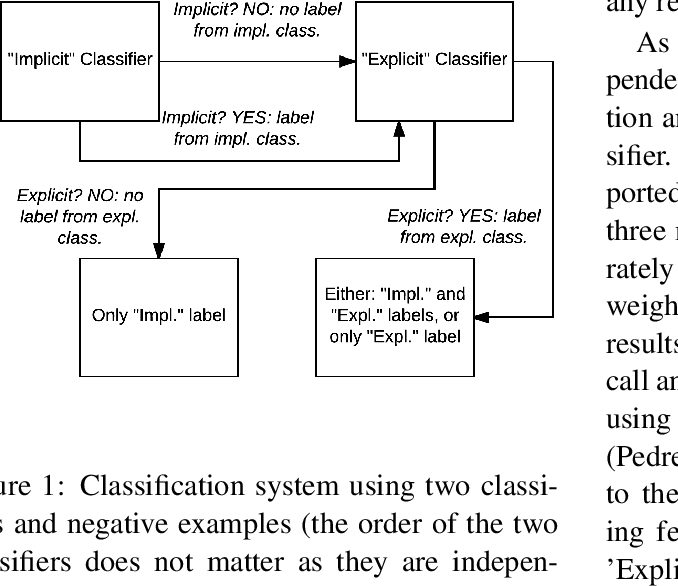 Implicit? NO: no label
from impl. class.
"Implicit" Classifier
"Explicit" Classifier
Implicit? YES: label
from impl. class.
Explicit? NO: no
label from expl.
class.
Explicit? YES: label
from expl. class.
Only "Impl." label
Either: "Impl." and
"Expl." labels, or
only "Expl." label
ure 1: Classification system using two classi-
s and negative examples (the order of the two
sifiers does not matter as they are indepen-
any re
As
pende
tion a
sifier.
ported
three
rately
weigh
results
call a
using
(Pedre
to the
ing fe
'Expli